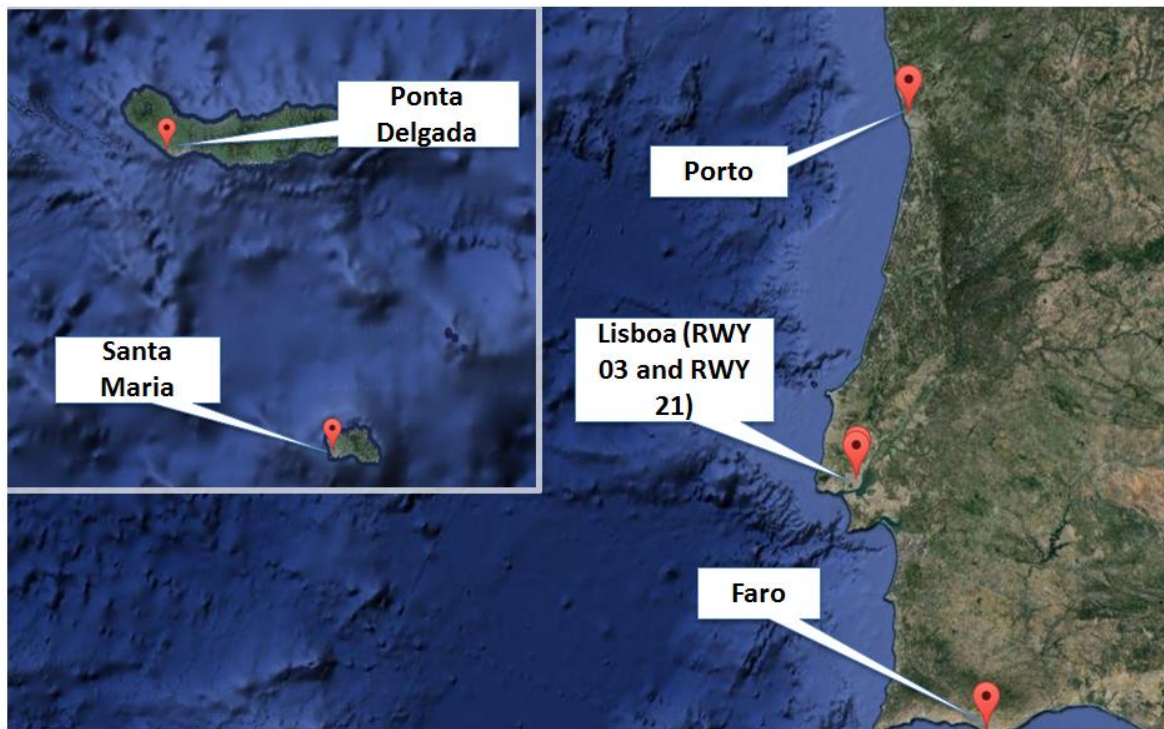 Ponta
Delgada
Porto
Lisboa (RWY
03 and RWY
21)
Santa
Maria
Faro